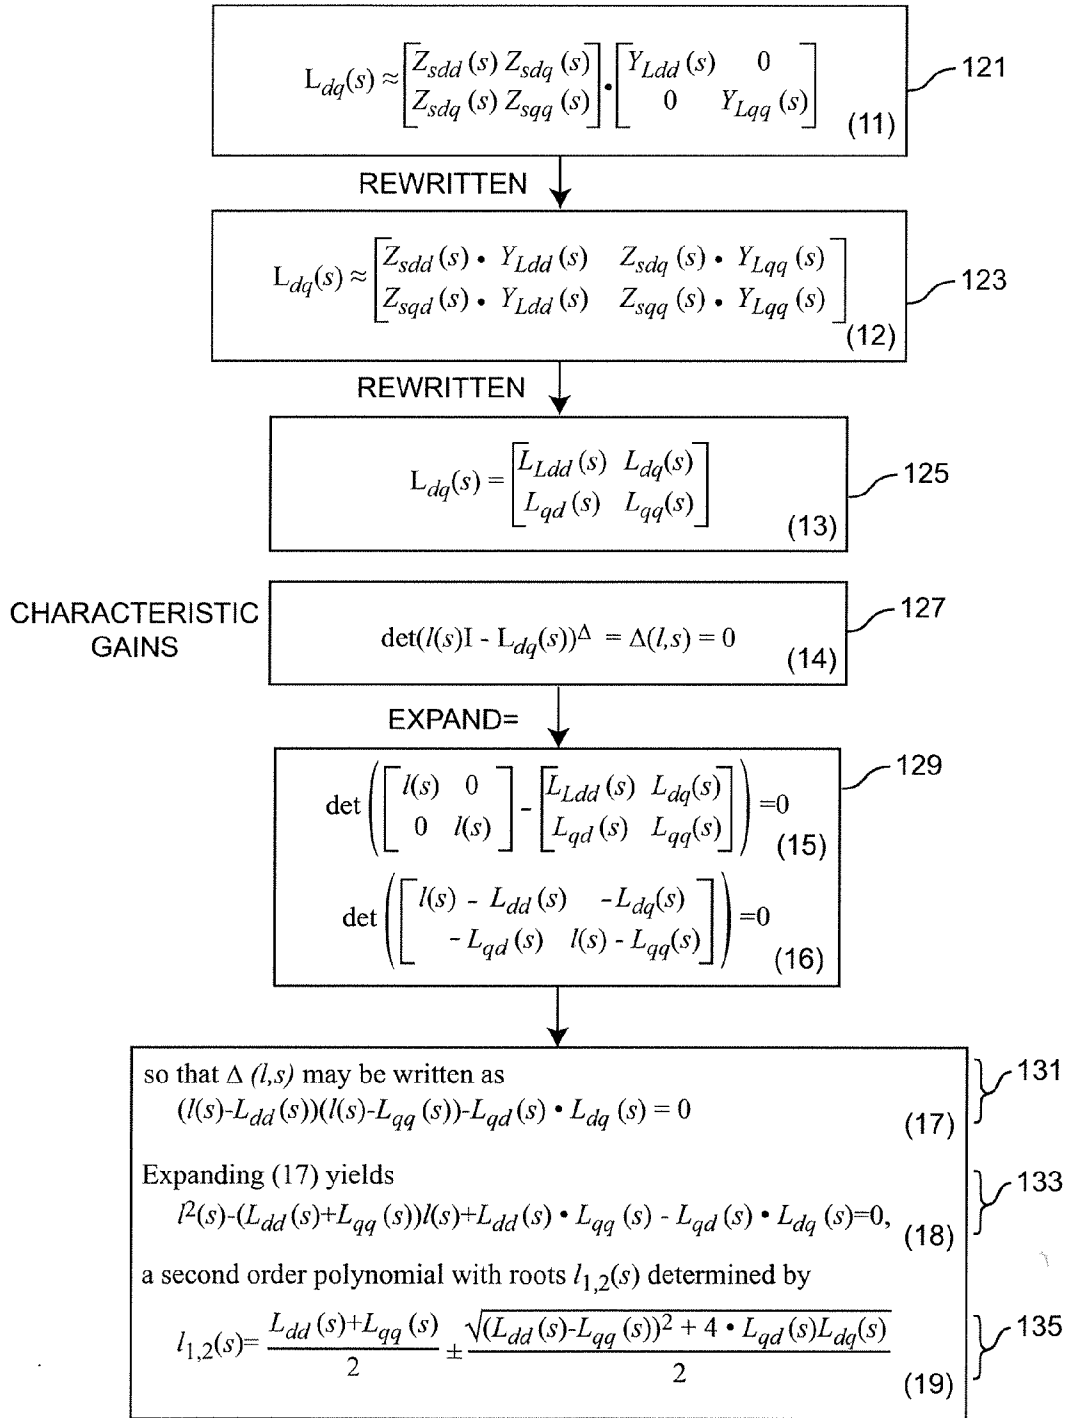 L_dq(s) ≈ [Z_sdd (s) Z_sdq (s)] • [Y_Ldd (s) 0]
[Z_sdq (s) Z_sqq (s)] [0 Y_Lqq (s)]
(11)
121
REWRITTEN
L_dq(s) ≈ [Z_sdd (s) • Y_Ldd (s) Z_sdq (s) • Y_Lqq (s)]
[Z_sqd (s) • Y_Ldd (s) Z_sqq (s) • Y_Lqq (s)]
(12)
123
REWRITTEN
L_dq(s) = [L_Ldd (s) L_dq(s)]
[L_qd (s) L_qq(s)]
(13)
125
CHARACTERISTIC
GAINS
det(l(s)I - L_dq(s))^Δ = Δ(l,s) = 0
(14)
127
EXPAND=
det ([l(s) 0] - [L_Ldd (s) L_dq(s)]) =0
[0 l(s)] [L_qd (s) L_qq(s)]
(15)
129
det ([l(s) - L_dd (s) -L_dq(s)]) =0
[- L_qd (s) l(s) - L_qq(s)]
(16)
so that Δ (l,s) may be written as
(l(s)-L_dd (s))(l(s)-L_qq (s))-L_qd (s) • L_dq (s) = 0
(17)
131
Expanding (17) yields
l²(s)-(L_dd (s)+L_qq (s))l(s)+L_dd (s) • L_qq (s) - L_qd (s) • L_dq (s)=0,
(18)
133
a second order polynomial with roots l_1,2(s) determined by
l_1,2(s)= (L_dd (s)+L_qq (s))/2 ± √((L_dd (s)-L_qq (s))² + 4 • L_qd (s)L_dq(s))/2
(19)
135